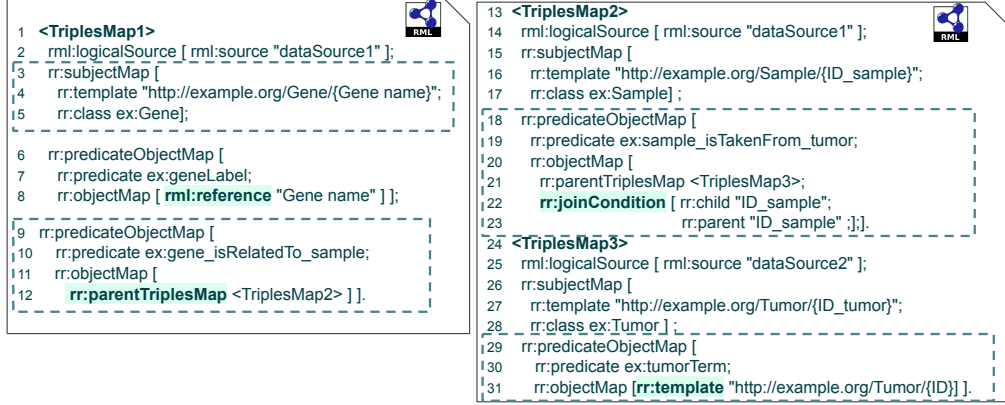 RML
1 <TriplesMap1>
2 rml:logicalSource [ rml:source "dataSource1" ];
3 rr:subjectMap [
4 rr:template "http://example.org/Gene/{Gene name}";
5 rr:class ex:Gene];
6 rr:predicateObjectMap [
7 rr:predicate ex:geneLabel;
8 rr:objectMap [ rml:reference "Gene name" ] ];
9 rr:predicateObjectMap [
10 rr:predicate ex:gene_isRelatedTo_sample;
11 rr:objectMap [
12 rr:parentTriplesMap <TriplesMap2> ] ].
RML
13 <TriplesMap2>
14 rml:logicalSource [ rml:source "dataSource1" ];
15 rr:subjectMap [
16 rr:template "http://example.org/Sample/{ID_sample}";
17 rr:class ex:Sample] ;
18 rr:predicateObjectMap [
19 rr:predicate ex:sample_isTakenFrom_tumor;
20 rr:objectMap [
21 rr:parentTriplesMap <TriplesMap3>;
22 rr:joinCondition [ rr:child "ID_sample";
23 rr:parent "ID_sample" ;];].
24 <TriplesMap3>
25 rml:logicalSource [ rml:source "dataSource2" ];
26 rr:subjectMap [
27 rr:template "http://example.org/Tumor/{ID_tumor}";
28 rr:class ex:Tumor ] ;
29 rr:predicateObjectMap [
30 rr:predicate ex:tumorTerm;
31 rr:objectMap [rr:template "http://example.org/Tumor/{ID}] ].